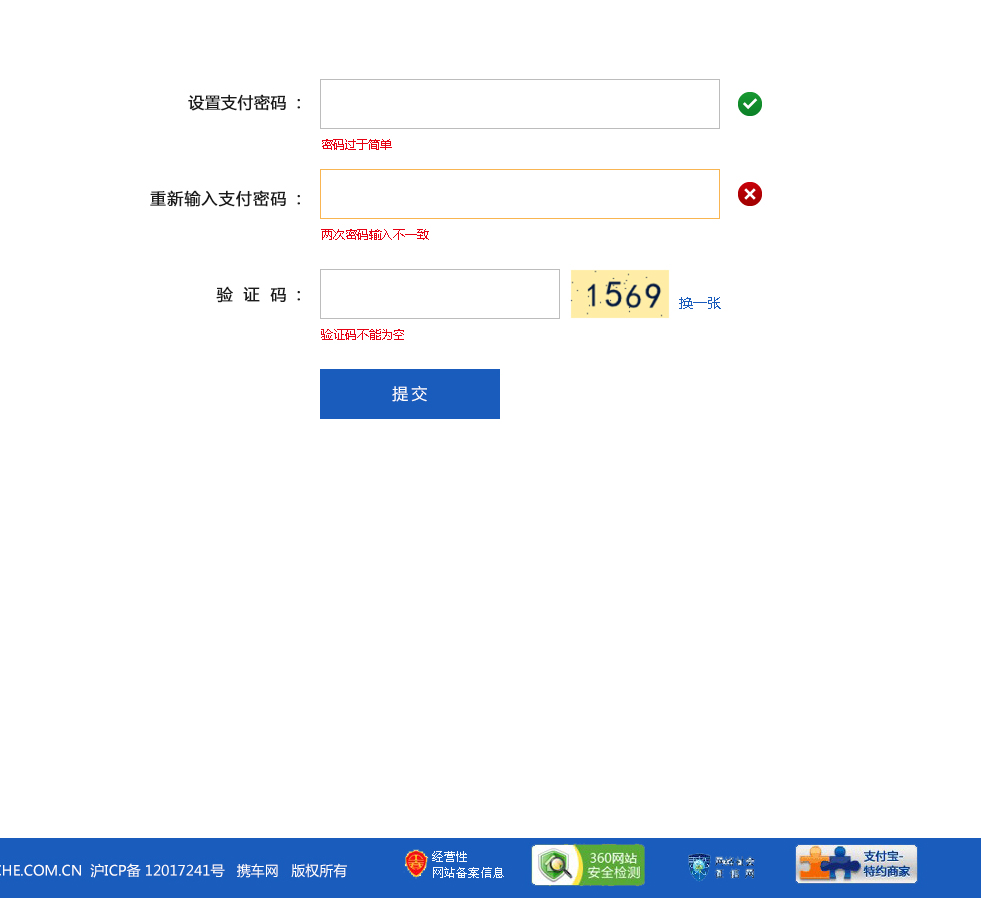 设置支付密码 :
密码过于简单
重新输入支付密码 :
两次密码输入不一致
验 证 码 :
1569
换一张
验证码不能为空
提交
CHE.COM.CN 沪ICP备 12017241号 携车网 版权所有
经营性
网站备案信息
360网站
安全检测
支付宝-
特约商家